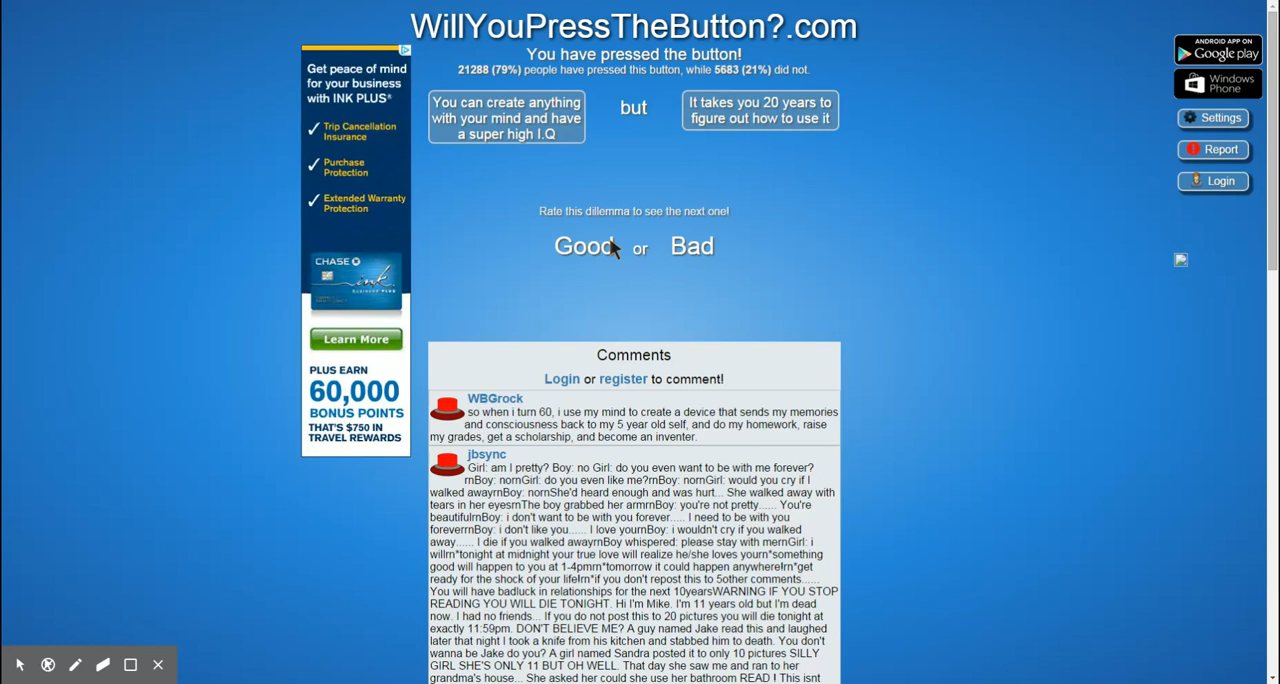 WillYouPressTheButton?.com
You have pressed the button!
21288 (79%) people have pressed this button, while 5683 (21%) did not.
You can create anything
with your mind and have
a super high I.Q
but
It takes you 20 years to
figure out how to use it
Rate this dillemma to see the next one!
Good or Bad
Get peace of mind
for your business
with INK PLUS®
Trip Cancellation
Insurance
Purchase
Protection
Extended Warranty
Protection
CHASE
ink
Learn More
PLUS EARN
60,000
BONUS POINTS
THAT'S $750 IN
TRAVEL REWARDS
ANDROID APP ON
Google play
Windows
Phone
Settings
Report
Login
Comments
Login or register to comment!
WBGrock
so when i turn 60, i use my mind to create a device that sends my memories
and consciousness back to my 5 year old self, and do my homework, raise
my grades, get a scholarship, and become an inventer.
jbsync
Girl: am I pretty? Boy: no Girl: do you even want to be with me forever?
rnBoy: nornGirl: do you even like me?rnBoy: nornGirl: would you cry if I
walked awayrnBoy: nornShe'd heard enough and was hurt... She walked away with
tears in her eyesrnThe boy grabbed her armrnBoy: you're not pretty...... You're
beautifulrnBoy: i don't want to be with you forever..... I need to be with you
foreverrnBoy: i don't like you...... I love yournBoy: i wouldn't cry if you walked
away...... I die if you walked awayrnBoy whispered: please stay with mernGirl: i
willrn*tonight at midnight your true love will realize he/she loves yourn*something
good will happen to you at 1-4pmrn*tomorrow it could happen anywhere!rn*get
ready for the shock of your life!rn*if you don't repost this to 5other comments......
You will have badluck in relationships for the next 10yearsWARNING IF YOU STOP
READING YOU WILL DIE TONIGHT. Hi I'm Mike. I'm 11 years old but I'm dead
now. I had no friends... If you do not post this to 20 pictures you will die tonight at
exactly 11:59pm. DON'T BELIEVE ME? A guy named Jake read this and laughed
later that night I took a knife from his kitchen and stabbed him to death. You don't
wanna be Jake do you? A girl named Sandra posted it to only 10 pictures SILLY
GIRL SHE'S ONLY 11 BUT OH WELL. That day she saw me and ran to her
grandma's house... She asked her could she use her bathroom READ ! This isnt